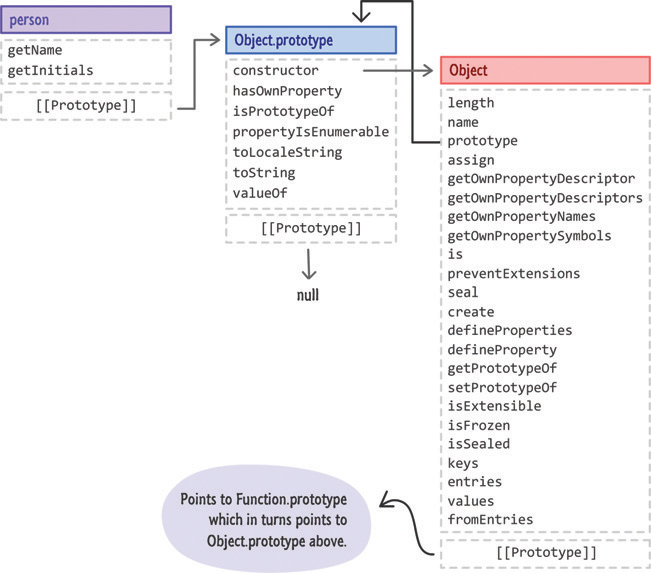 person
getName
getInitials
[[Prototype]]
Object.prototype
constructor
hasOwnProperty
isPrototypeOf
propertyIsEnumerable
toLocaleString
toString
valueOf
[[Prototype]]
null
Object
length
name
prototype
assign
getOwnPropertyDescriptor
getOwnPropertyDescriptors
getOwnPropertyNames
getOwnPropertySymbols
is
preventExtensions
seal
create
defineProperties
defineProperty
getPrototypeOf
setPrototypeOf
isExtensible
isFrozen
isSealed
keys
entries
values
fromEntries
[[Prototype]]
Points to Function.prototype
which in turns points to
Object.prototype above.